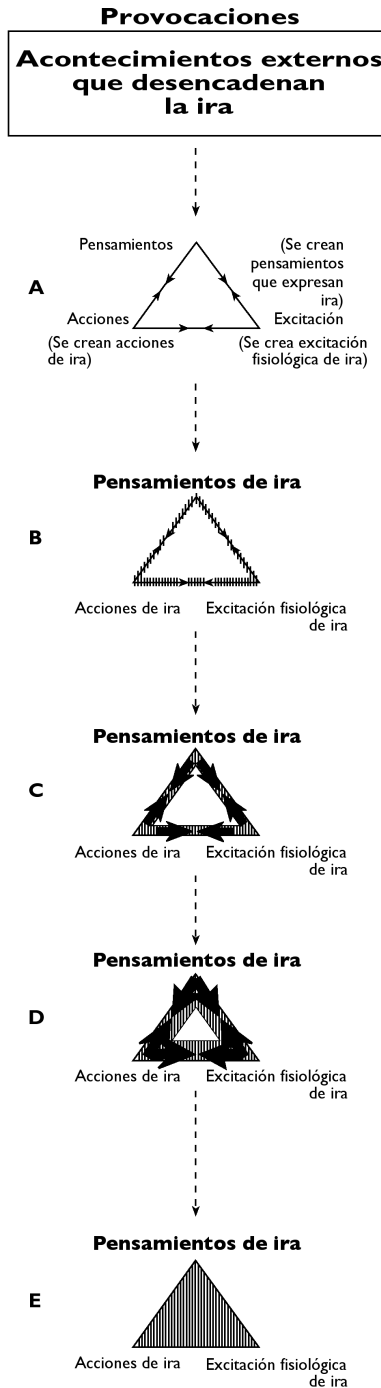 Provocaciones
Acontecimientos externos
que desencadenan
la ira
Pensamientos
(Se crean
pensamientos
que expresan
ira)
A
Acciones
Excitación
(Se crean acciones
de ira)
(Se crea excitación
fisiológica de ira)
Pensamientos de ira
B
Acciones de ira
Excitación fisiológica
de ira
Pensamientos de ira
C
Acciones de ira
Excitación fisiológica
de ira
Pensamientos de ira
D
Acciones de ira
Excitación fisiológica
de ira
Pensamientos de ira
E
Acciones de ira
Excitación fisiológica
de ira